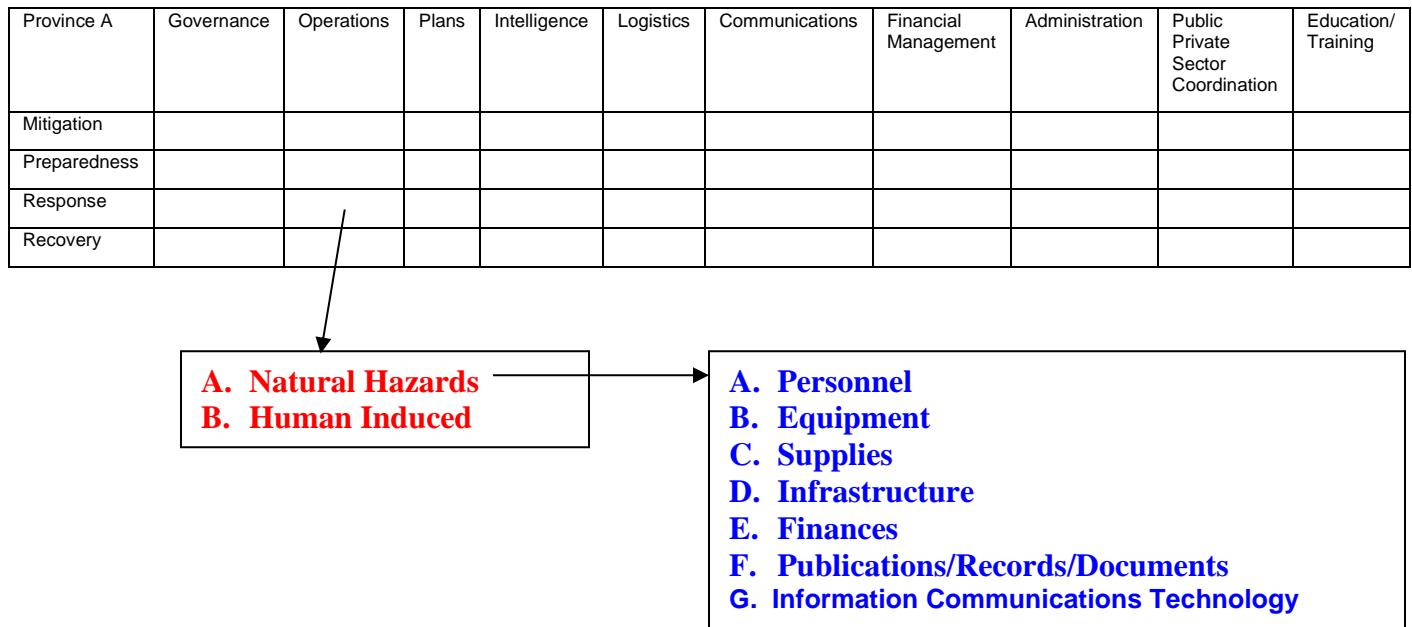 Province A Governance Operations Plans Intelligence Logistics Communications Financial Administration Public Education/
Management Private Training
Sector
Coordination
Mitigation
Preparedness
Response
Recovery
A. Natural Hazards
B. Human Induced
A. Personnel
B. Equipment
C. Supplies
D. Infrastructure
E. Finances
F. Publications/Records/Documents
G. Information Communications Technology